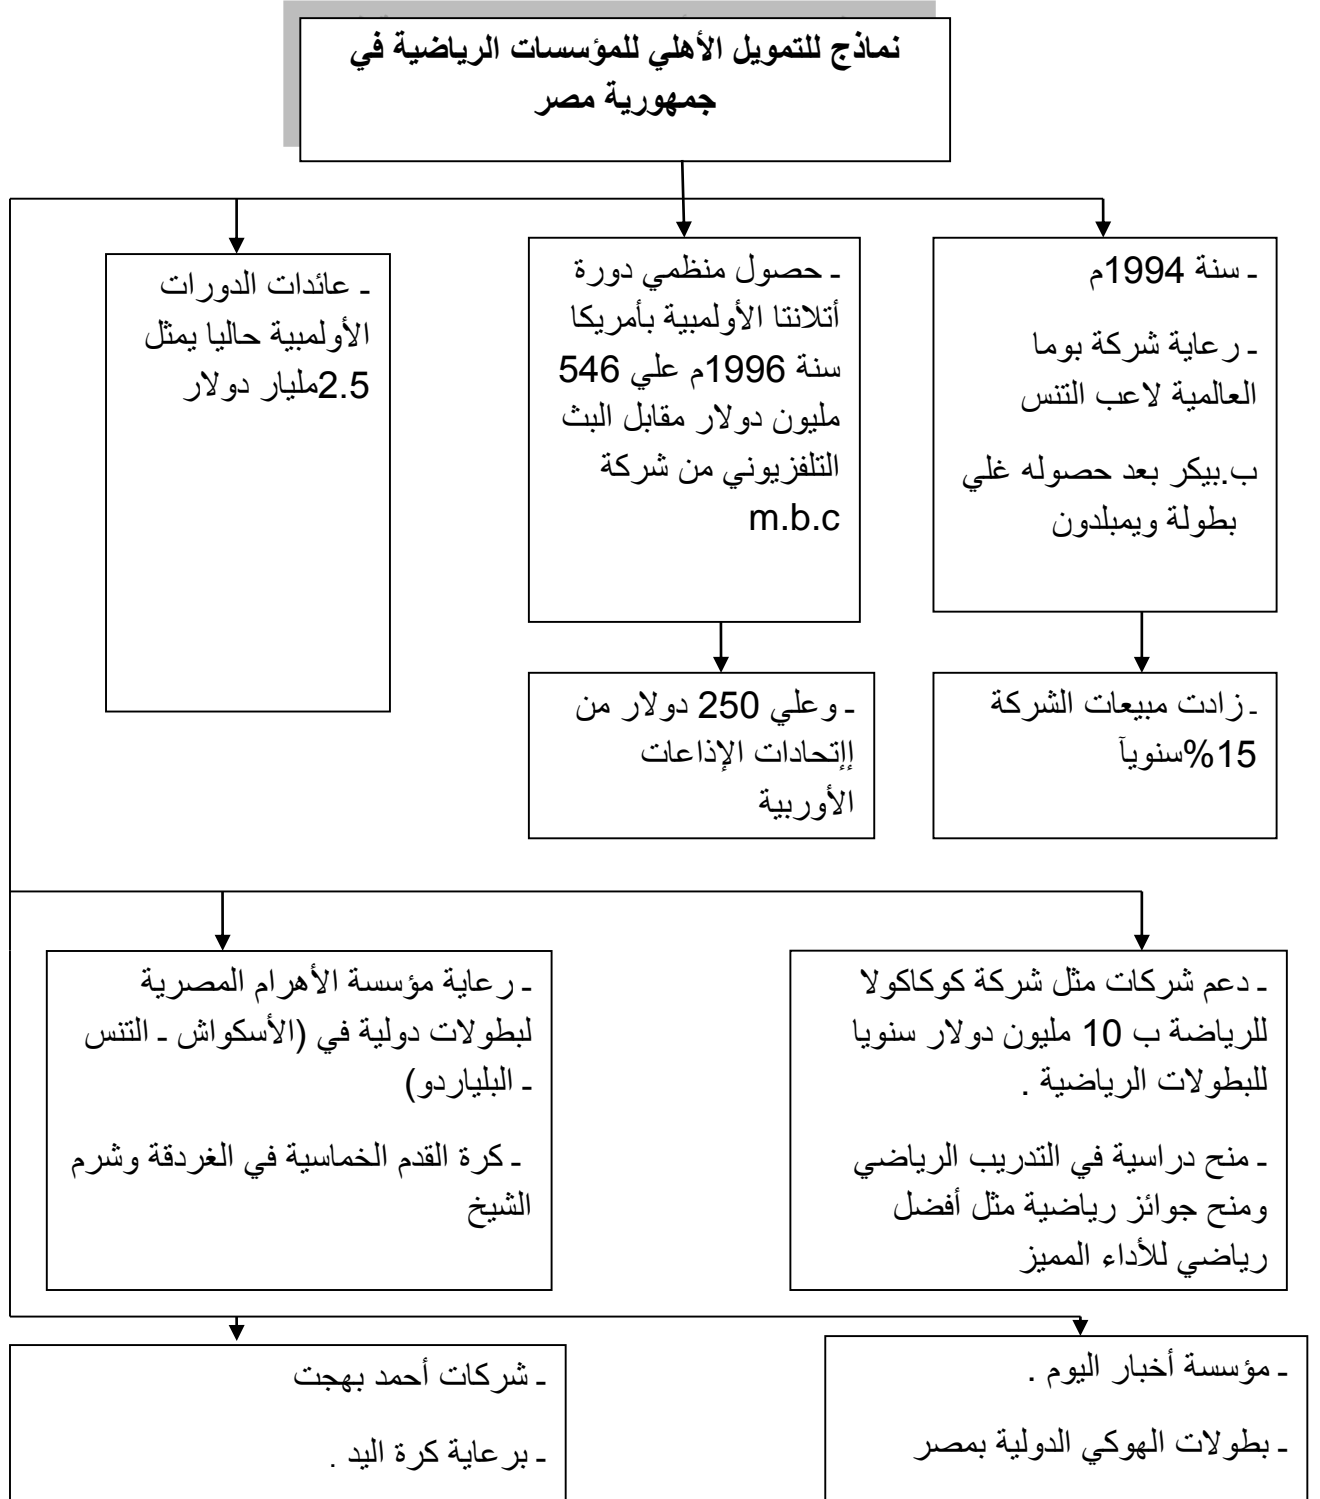 نماذج للتمويل الأهلي للمؤسسات الرياضية في
جمهورية مصر
ـ سنة 1994م
ـ رعاية شركة بوما
العالمية لاعب التنس
ب.بيكر بعد حصوله غلي
بطولة ويمبلدون
ـ حصول منظمي دورة
أتلانتا الأولمبية بأمريكا
سنة 1996م علي 546
مليون دولار مقابل البث
التلفزيوني من شركة
m.b.c
ـ عائدات الدورات
الأولمبية حاليا يمثل
2.5مليار دولار
ـ زادت مبيعات الشركة
15%سنويآ
ـ وعلي 250 دولار من
إإتحادات الإذاعات
الأوربية
ـ دعم شركات مثل شركة كوكاكولا
للرياضة ب 10 مليون دولار سنويا
للبطولات الرياضية .
ـ منح دراسية في التدريب الرياضي
ومنح جوائز رياضية مثل أفضل
رياضي للأداء المميز
ـ رعاية مؤسسة الأهرام المصرية
لبطولات دولية في (الأسكواش ـ التنس
ـ البلياردو)
ـ كرة القدم الخماسية في الغردقة وشرم
الشيخ
ـ مؤسسة أخبار اليوم .
ـ بطولات الهوكي الدولية بمصر
ـ شركات أحمد بهجت
ـ برعاية كرة اليد .